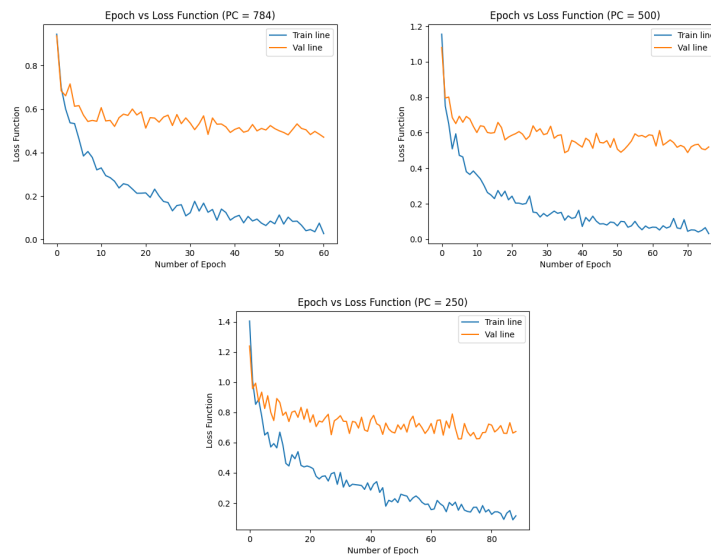 Epoch vs Loss Function (PC = 784)
Train line
Val line
Loss Function
0.8
0.6
0.4
0.2
0.0
0 10 20 30 40 50 60
Number of Epoch
Epoch vs Loss Function (PC = 500)
Train line
Val line
Loss Function
1.2
1.0
0.8
0.6
0.4
0.2
0.0
0 10 20 30 40 50 60 70
Number of Epoch
Epoch vs Loss Function (PC = 250)
Train line
Val line
Loss Function
1.4
1.2
1.0
0.8
0.6
0.4
0.2
0 20 40 60 80
Number of Epoch